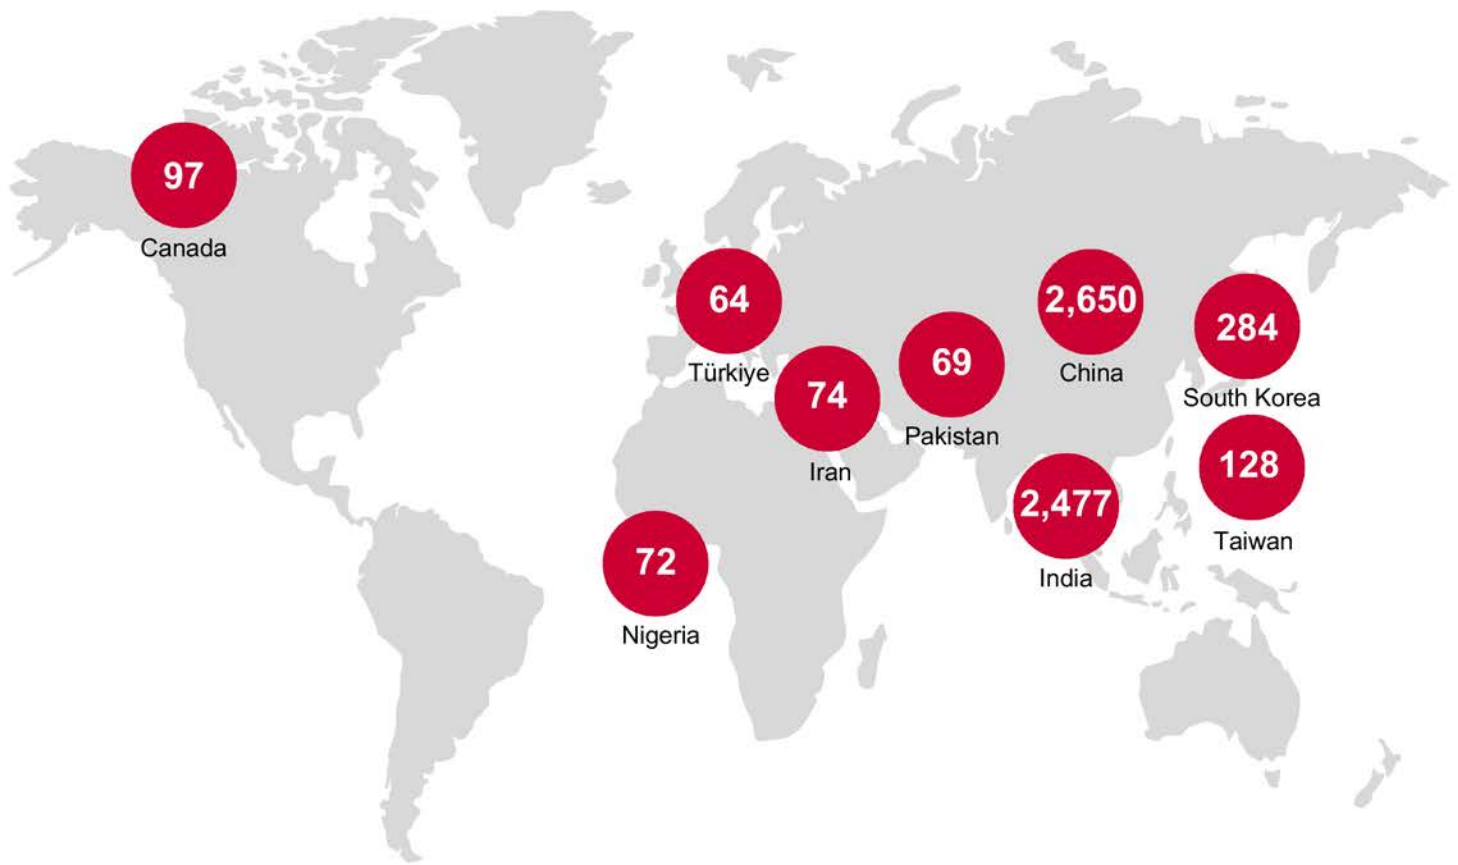 97
Canada
64
Türkiye
2,650
China
284
South Korea
69
Pakistan
74
Iran
128
Taiwan
2,477
India
72
Nigeria